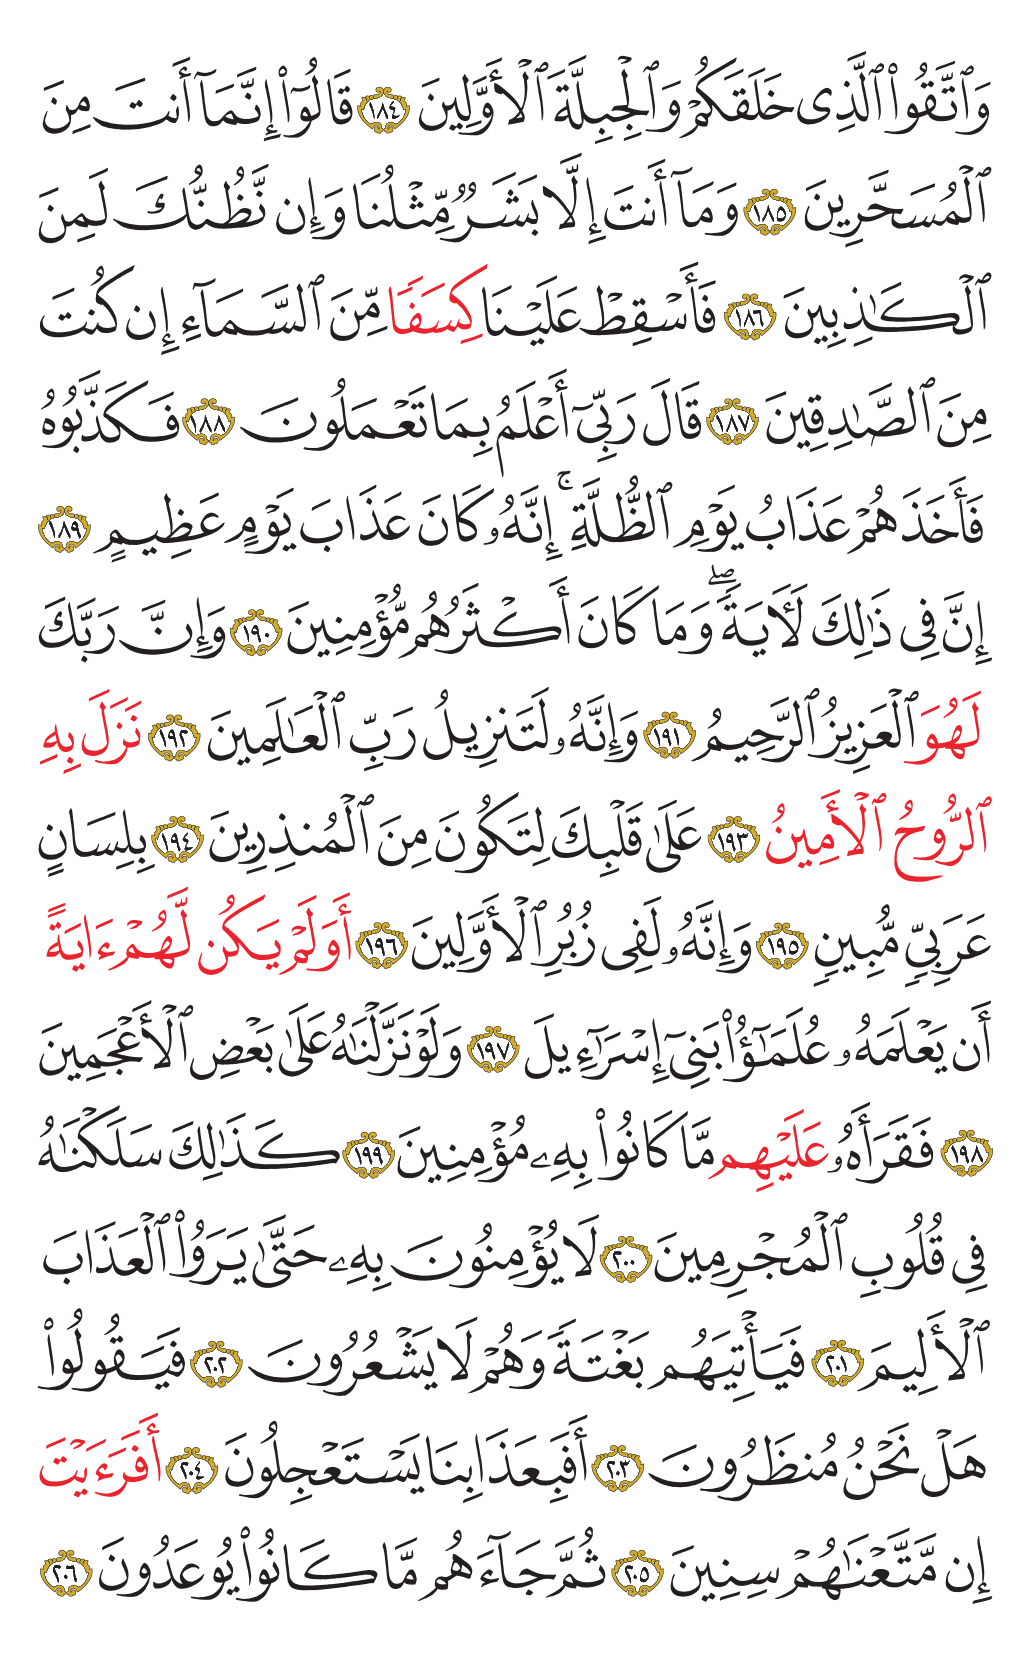 وَٱتَّقُوا۟ ٱلَّذِى خَلَقَكُمْ وَٱلْجِبِلَّةَ ٱلْأَوَّلِينَ ١٨٤ قَالُوٓا۟ إِنَّمَآ أَنتَ مِنَ
ٱلْمُسَحَّرِينَ ١٨٥ وَمَآ أَنتَ إِلَّا بَشَرٌ مِّثْلُنَا وَإِن نَّظُنُّكَ لَمِنَ
ٱلْكَـٰذِبِينَ ١٨٦ فَأَسْقِطْ عَلَيْنَا كِسَفًا مِّنَ ٱلسَّمَآءِ إِن كُنتَ
مِنَ ٱلصَّـٰدِقِينَ ١٨٧ قَالَ رَبِّىٓ أَعْلَمُ بِمَا تَعْمَلُونَ ١٨٨ فَكَذَّبُوهُ
فَأَخَذَهُمْ عَذَابُ يَوْمِ ٱلظُّلَّةِ ۚ إِنَّهُۥ كَانَ عَذَابَ يَوْمٍ عَظِيمٍ ١٨٩
إِنَّ فِى ذَٰلِكَ لَـَٔايَةً ۖ وَمَا كَانَ أَكْثَرُهُم مُّؤْمِنِينَ ١٩٠ وَإِنَّ رَبَّكَ
لَهُوَ ٱلْعَزِيزُ ٱلرَّحِيمُ ١٩١ وَإِنَّهُۥ لَتَنزِيلُ رَبِّ ٱلْعَـٰلَمِينَ ١٩٢ نَزَلَ بِهِ
ٱلرُّوحُ ٱلْأَمِينُ ١٩٣ عَلَىٰ قَلْبِكَ لِتَكُونَ مِنَ ٱلْمُنذِرِينَ ١٩٤ بِلِسَانٍ
عَرَبِىٍّ مُّبِينٍ ١٩٥ وَإِنَّهُۥ لَفِى زُبُرِ ٱلْأَوَّلِينَ ١٩٦ أَوَلَمْ يَكُن لَّهُمْ ءَايَةً
أَن يَعْلَمَهُۥ عُلَمَـٰٓؤُا۟ بَنِىٓ إِسْرَٰٓءِيلَ ١٩٧ وَلَوْ نَزَّلْنَـٰهُ عَلَىٰ بَعْضِ ٱلْأَعْجَمِينَ
١٩٨ فَقَرَأَهُۥ عَلَيْهِم مَّا كَانُوا۟ بِهِۦ مُؤْمِنِينَ ١٩٩ كَذَٰلِكَ سَلَكْنَـٰهُ
فِى قُلُوبِ ٱلْمُجْرِمِينَ ٢٠٠ لَا يُؤْمِنُونَ بِهِۦ حَتَّىٰ يَرَوُا۟ ٱلْعَذَابَ
ٱلْأَلِيمَ ٢٠١ فَيَأْتِيَهُم بَغْتَةً وَهُمْ لَا يَشْعُرُونَ ٢٠٢ فَيَقُولُوا۟
هَلْ نَحْنُ مُنظَرُونَ ٢٠٣ أَفَبِعَذَابِنَا يَسْتَعْجِلُونَ ٢٠٤ أَفَرَءَيْتَ
إِن مَّتَّعْنَـٰهُمْ سِنِينَ ٢٠٥ ثُمَّ جَآءَهُم مَّا كَانُوا۟ يُوعَدُونَ ٢٠٦